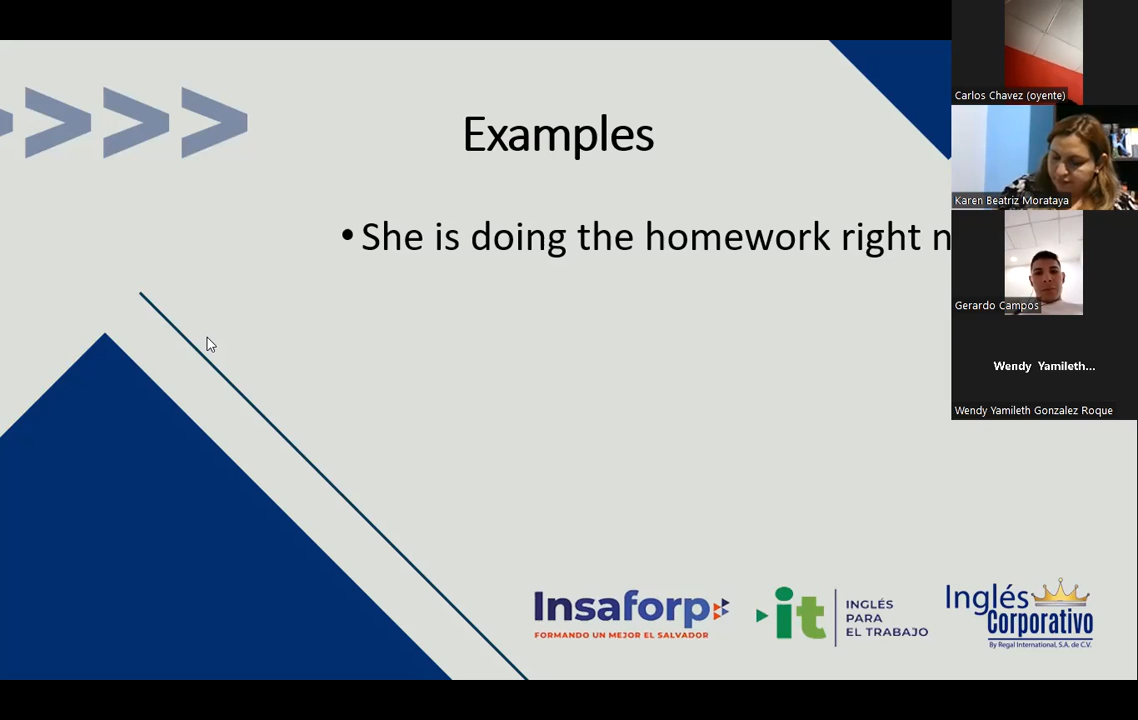 Examples
• She is doing the homework right n
Carlos Chavez (oyente)
Karen Beatriz Morataya
Gerardo Campos
Wendy Yamileth...
Wendy Yamileth Gonzalez Roque
Insaforp
FORMANDO UN MEJOR EL SALVADOR
it
INGLÉS
PARA
EL TRABAJO
Inglés
Corporativo
By Regal International, S.A. de C.V.